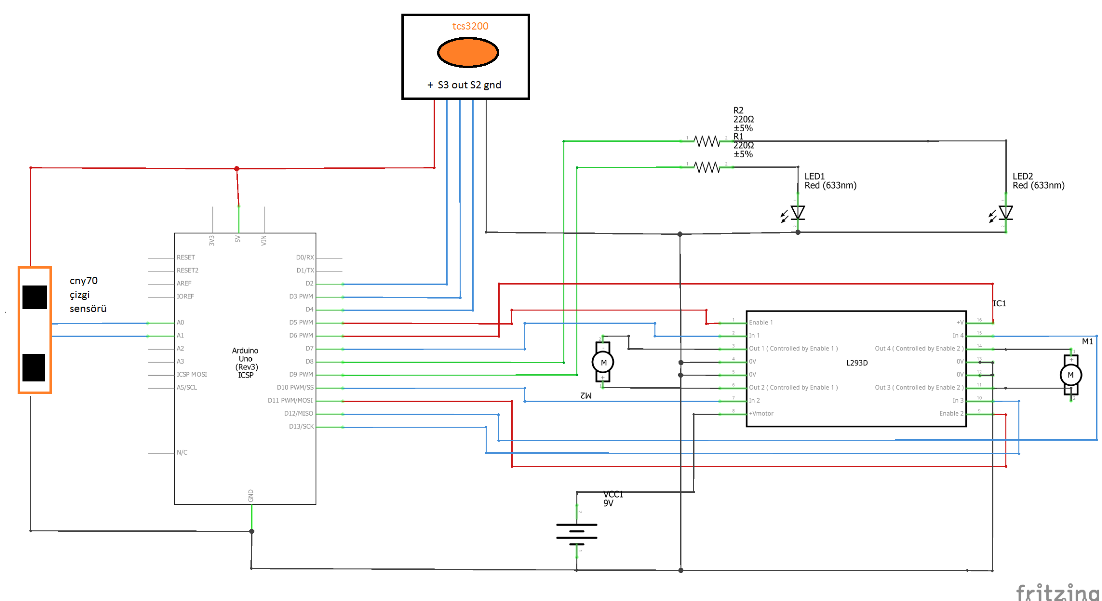 tcs3200
+ S3 out S2 gnd
R2
220Ω
±5%
R1
220Ω
±5%
LED1
Red (633nm)
LED2
Red (633nm)
3V3
5V
VIN
cny70
çizgi
sensörü
RESET
RESET2
AREF
IOREF
A0
A1
A2
A3
ICSP MOSI
A5/SCL
N/C
Arduino
Uno
(Rev3)
ICSP
D0/RX
D1/TX
D2
D3 PWM
D4
D5 PWM
D6 PWM
D7
D8
D9 PWM
D10 PWM/SS
D11 PWM/MOSI
D12/MISO
D13/SCK
GND
IC1
Enable 1
In 1
Out 1 ( Controlled by Enable 1 )
0V
0V
Out 2 ( Controlled by Enable 1 )
In 2
+Vmotor
L293D
+V
In 4
Out 4 ( Controlled by Enable 2 )
0V
0V
Out 3 ( Controlled by Enable 2 )
In 3
Enable 2
M
M2
M1
M
VCC1
9V
fritzing